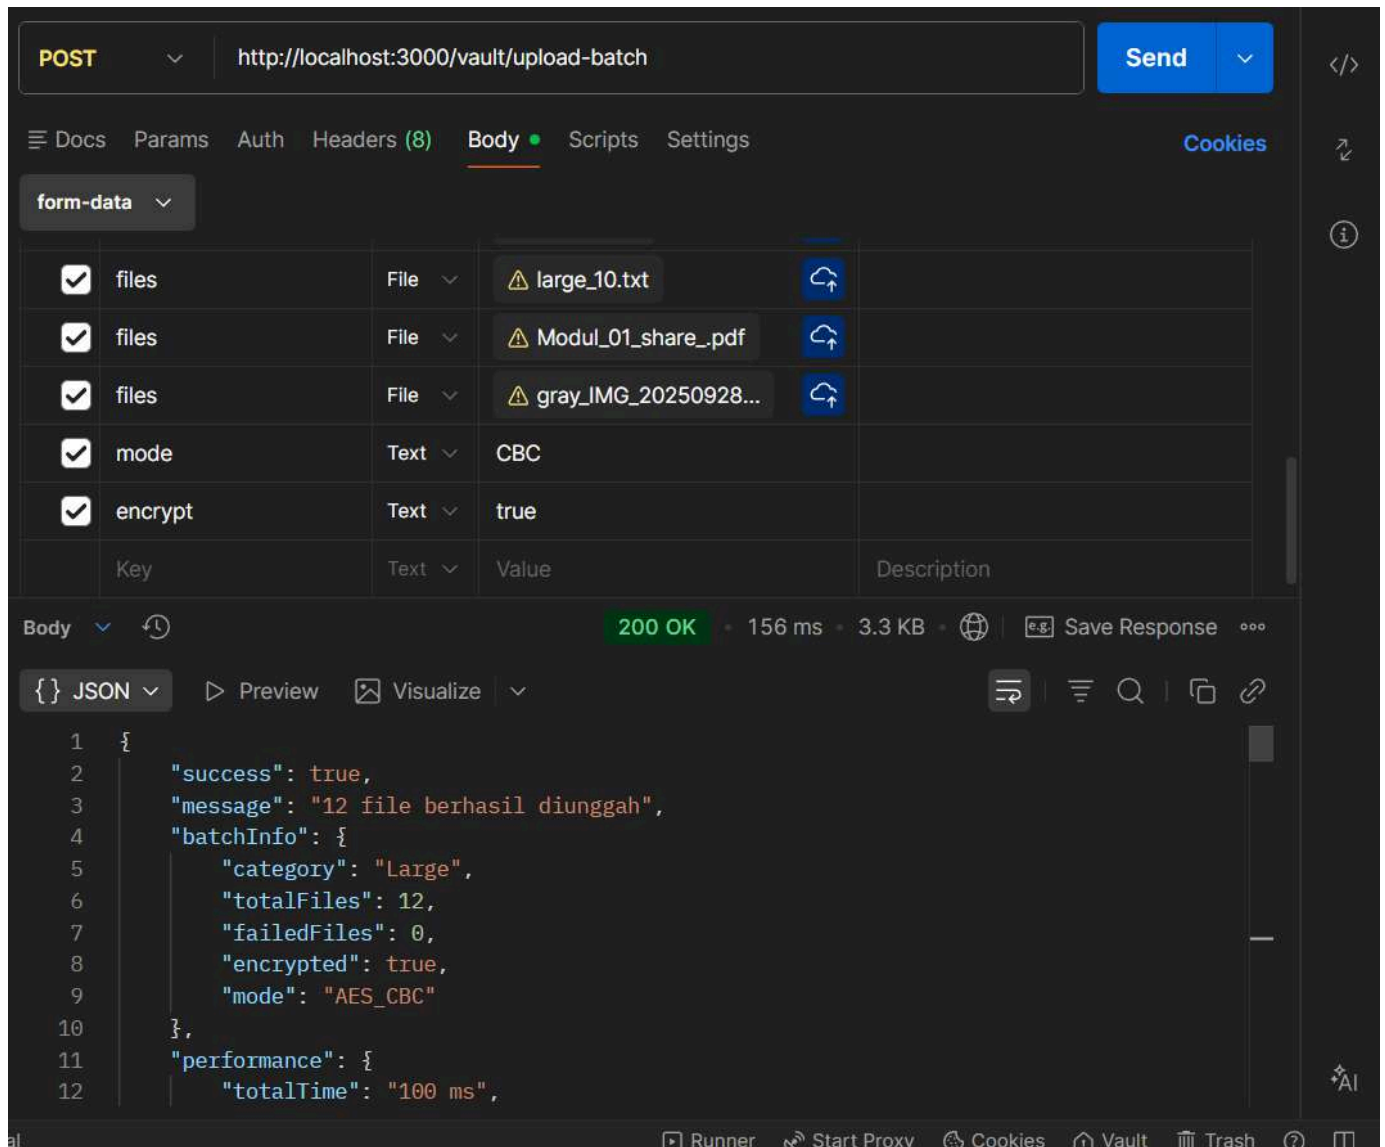 POST http://localhost:3000/vault/upload-batch Send
Docs Params Auth Headers (8) Body Scripts Settings Cookies
form-data
files File large_10.txt
files File Modul_01_share_.pdf
files File gray_IMG_20250928...
mode Text CBC
encrypt Text true
Key Text Value Description
Body 200 OK 156 ms 3.3 KB e.g. Save Response
{} JSON Preview Visualize
1 {
2 "success": true,
3 "message": "12 file berhasil diunggah",
4 "batchInfo": {
5 "category": "Large",
6 "totalFiles": 12,
7 "failedFiles": 0,
8 "encrypted": true,
9 "mode": "AES_CBC"
10 },
11 "performance": {
12 "totalTime": "100 ms",
AI
al Runner Start Proxy Cookies Vault Trash